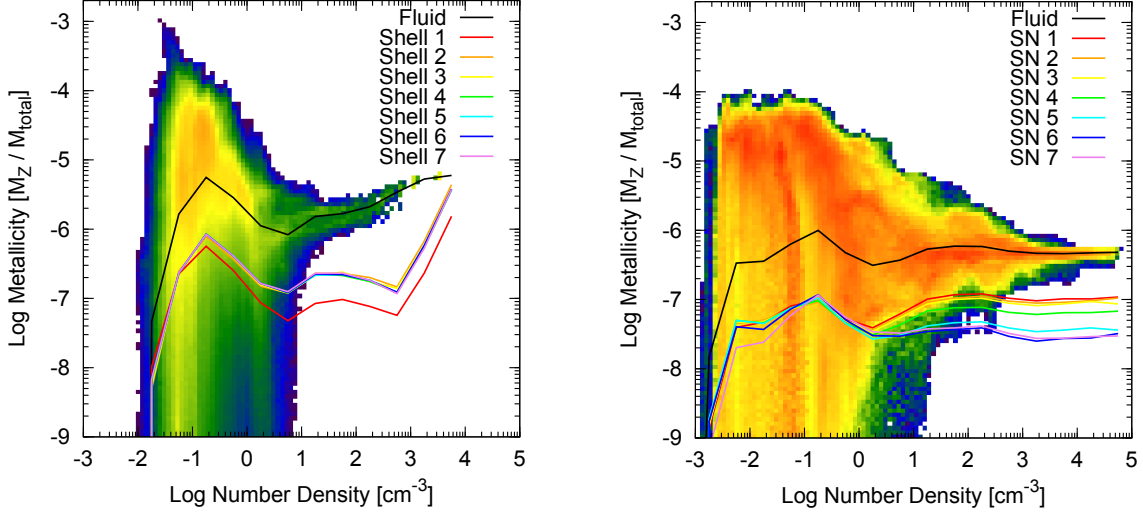 Log Metallicity [M_Z / M_total]
-3
-4
-5
-6
-7
-8
-9
Fluid
Shell 1
Shell 2
Shell 3
Shell 4
Shell 5
Shell 6
Shell 7
-3 -2 -1 0 1 2 3 4 5
Log Number Density [cm⁻³]
Log Metallicity [M_Z / M_total]
-3
-4
-5
-6
-7
-8
-9
Fluid
SN 1
SN 2
SN 3
SN 4
SN 5
SN 6
SN 7
-3 -2 -1 0 1 2 3 4 5
Log Number Density [cm⁻³]